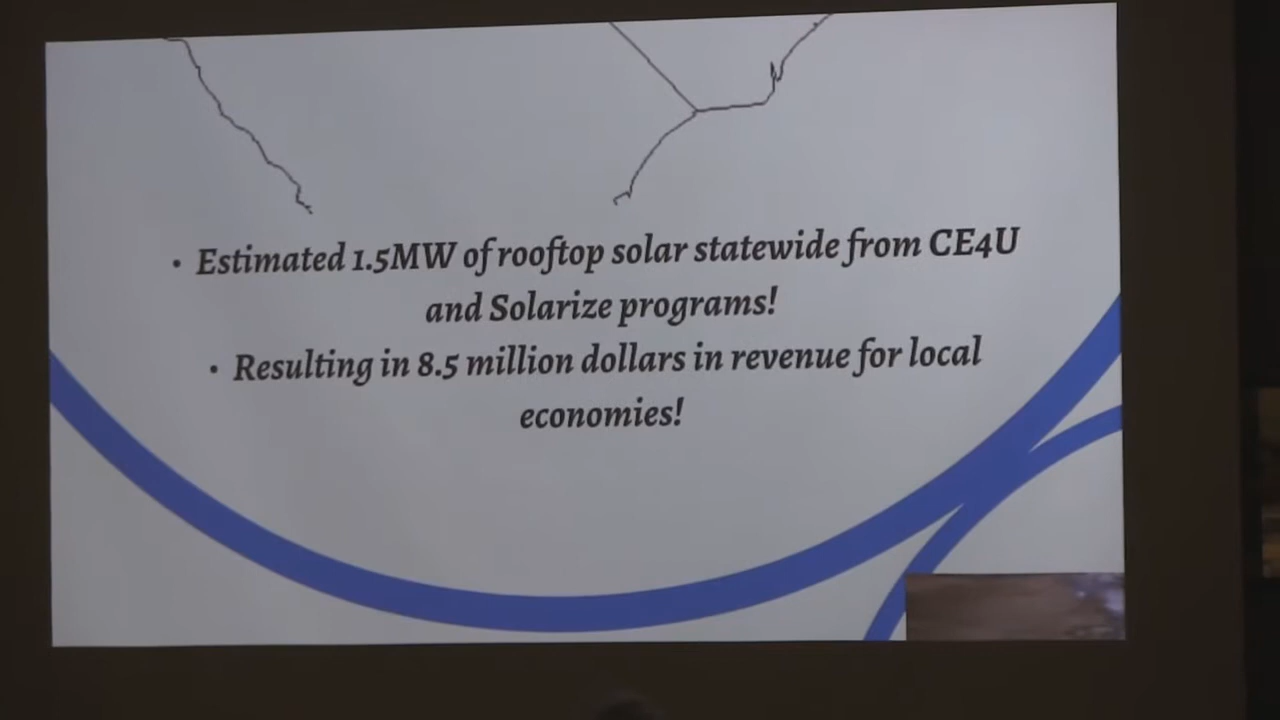 • Estimated 1.5MW of rooftop solar statewide from CE4U
and Solarize programs!
• Resulting in 8.5 million dollars in revenue for local
economies!